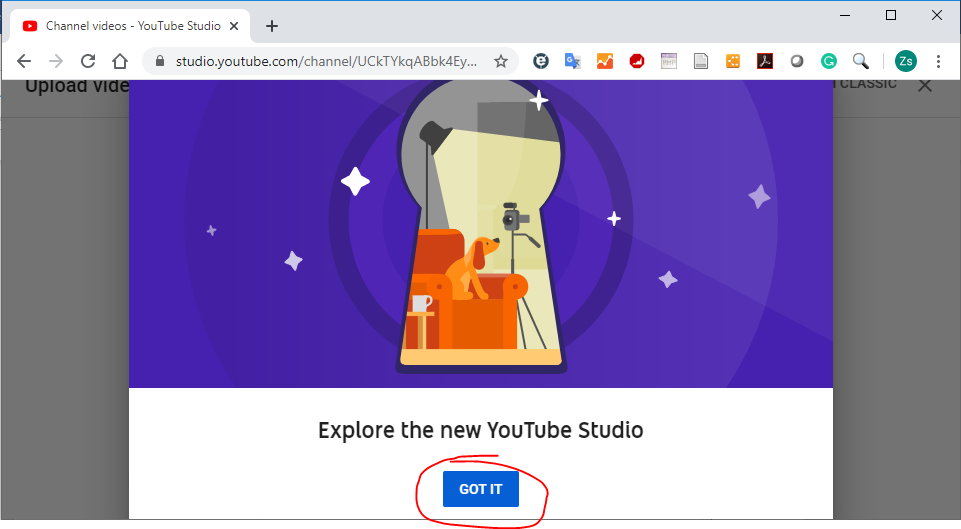 Channel videos - YouTube Studio
studio.youtube.com/channel/UCkTYkqABbk4Ey...
Zs
Upload vide
CLASSIC
Explore the new YouTube Studio
GOT IT